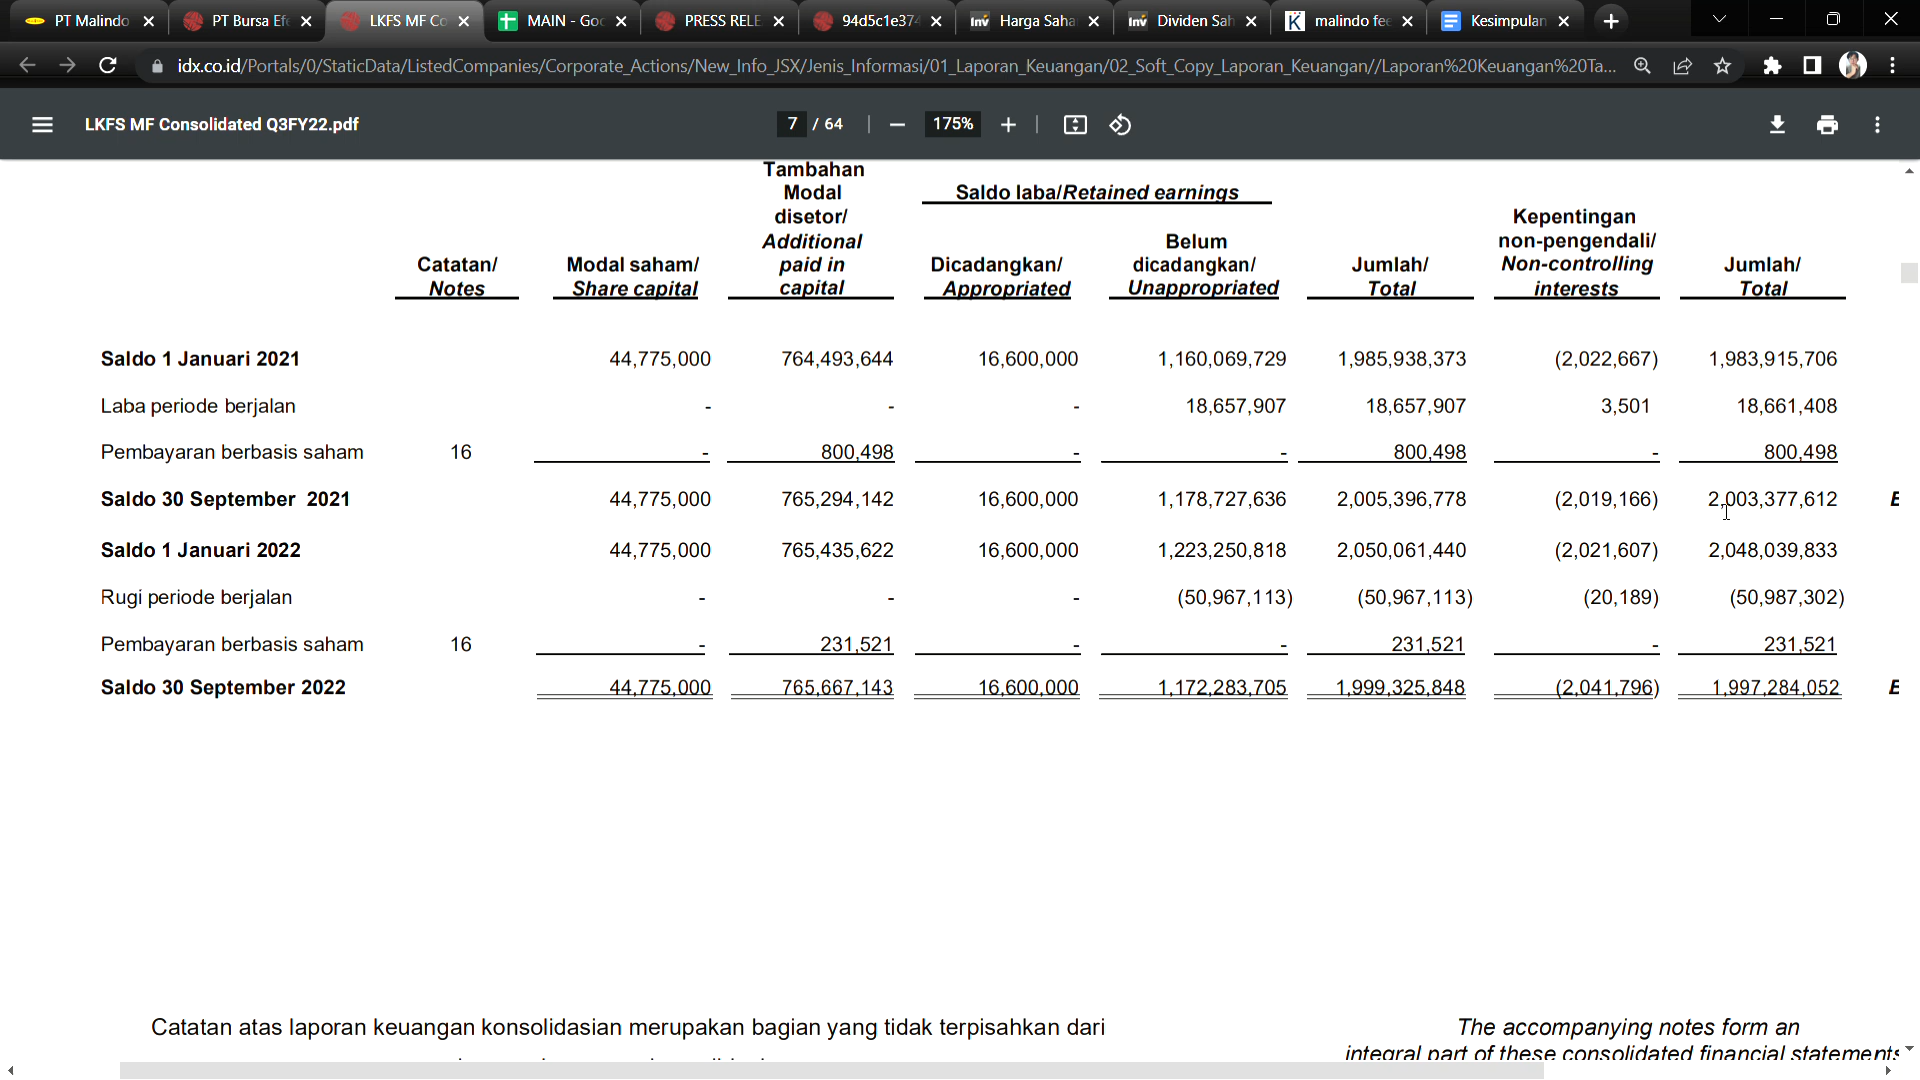 PT Malindo
PT Bursa Efe
LKFS MF Co
MAIN - Goo
PRESS RELE
94d5c1e374
Harga Saha
Dividen Sah
malindo fee
Kesimpulan
idx.co.id/Portals/0/StaticData/ListedCompanies/Corporate_Actions/New_Info_JSX/Jenis_Informasi/01_Laporan_Keuangan/02_Soft_Copy_Laporan_Keuangan//Laporan%20Keuangan%20Ta...
LKFS MF Consolidated Q3FY22.pdf
7 / 64
175%
Tambahan
Modal
disetor/
Additional
paid in
capital
Saldo laba/Retained earnings
Catatan/
Notes
Modal saham/
Share capital
Dicadangkan/
Appropriated
Belum
dicadangkan/
Unappropriated
Jumlah/
Total
Kepentingan
non-pengendali/
Non-controlling
interests
Jumlah/
Total
Saldo 1 Januari 2021 44,775,000 764,493,644 16,600,000 1,160,069,729 1,985,938,373 (2,022,667) 1,983,915,706
Laba periode berjalan - - - 18,657,907 18,657,907 3,501 18,661,408
Pembayaran berbasis saham 16 - 800,498 - - 800,498 - 800,498
Saldo 30 September 2021 44,775,000 765,294,142 16,600,000 1,178,727,636 2,005,396,778 (2,019,166) 2,003,377,612
Saldo 1 Januari 2022 44,775,000 765,435,622 16,600,000 1,223,250,818 2,050,061,440 (2,021,607) 2,048,039,833
Rugi periode berjalan - - - (50,967,113) (50,967,113) (20,189) (50,987,302)
Pembayaran berbasis saham 16 - 231,521 - - 231,521 - 231,521
Saldo 30 September 2022 44,775,000 765,667,143 16,600,000 1,172,283,705 1,999,325,848 (2,041,796) 1,997,284,052
Catatan atas laporan keuangan konsolidasian merupakan bagian yang tidak terpisahkan dari
The accompanying notes form an
integral part of these consolidated financial statements